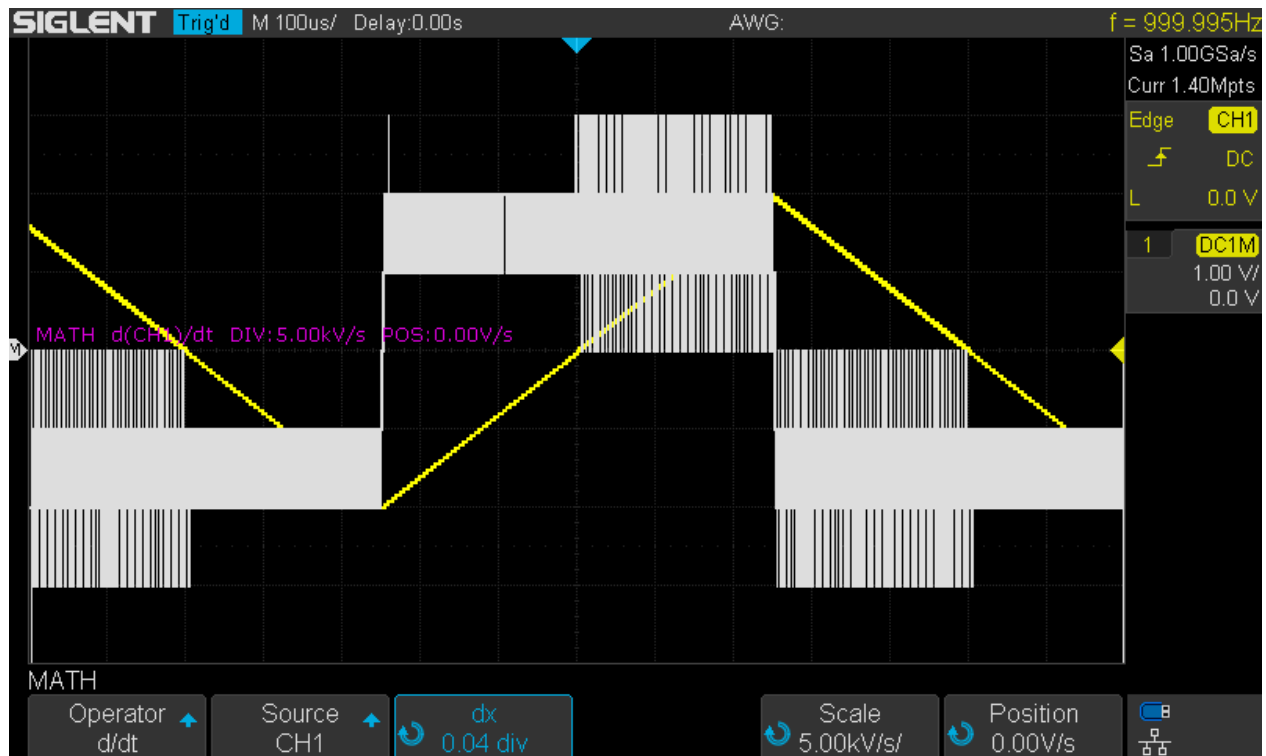 SIGLENT Trig'd M 100us/ Delay:0.00s AWG: f = 999.995Hz
Sa 1.00GSa/s
Curr 1.40Mpts
Edge CH1
DC
L 0.0 V
1 DC1M
1.00 V/
0.0 V
MATH d(CH1)/dt DIV:5.00kV/s POS:0.00V/s
M
MATH
Operator Source dx Scale Position
d/dt CH1 0.04 div 5.00kV/s/ 0.00V/s